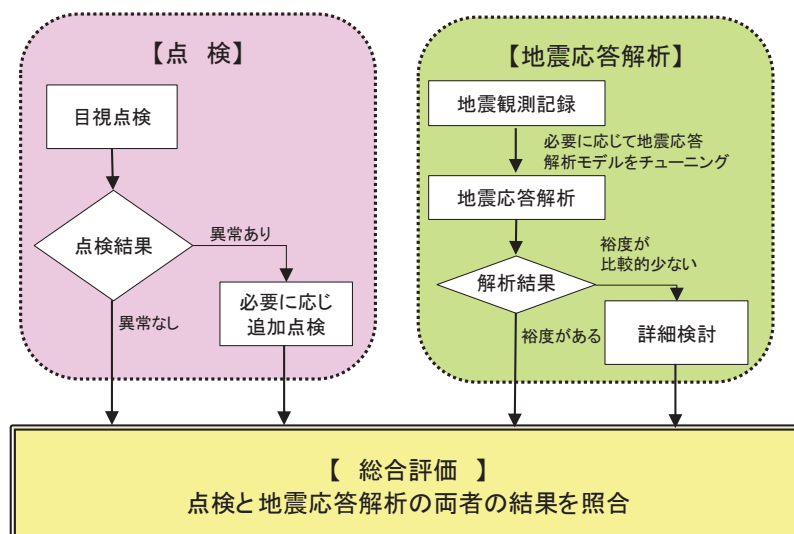 【点　検】
目視点検
点検結果
異常あり
異常なし
必要に応じ
追加点検
【地震応答解析】
地震観測記録
必要に応じて地震応答
解析モデルをチューニング
地震応答解析
解析結果
裕度が
比較的少ない
裕度がある
詳細検討
【　総合評価　】
点検と地震応答解析の両者の結果を照合